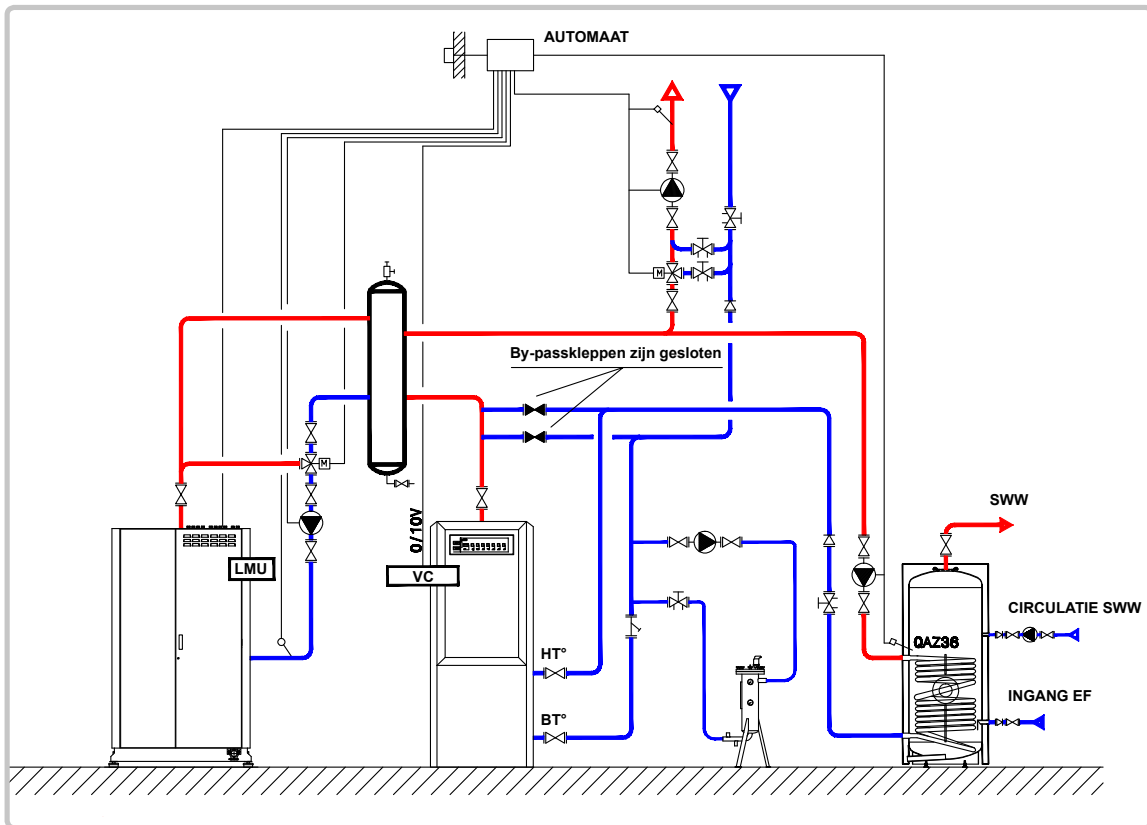 AUTOMAAT
M
By-passkleppen zijn gesloten
M
SWW
0/10V
LMU
VC
CIRCULATIE SWW
QAZ36
HT°
INGANG EF
BT°